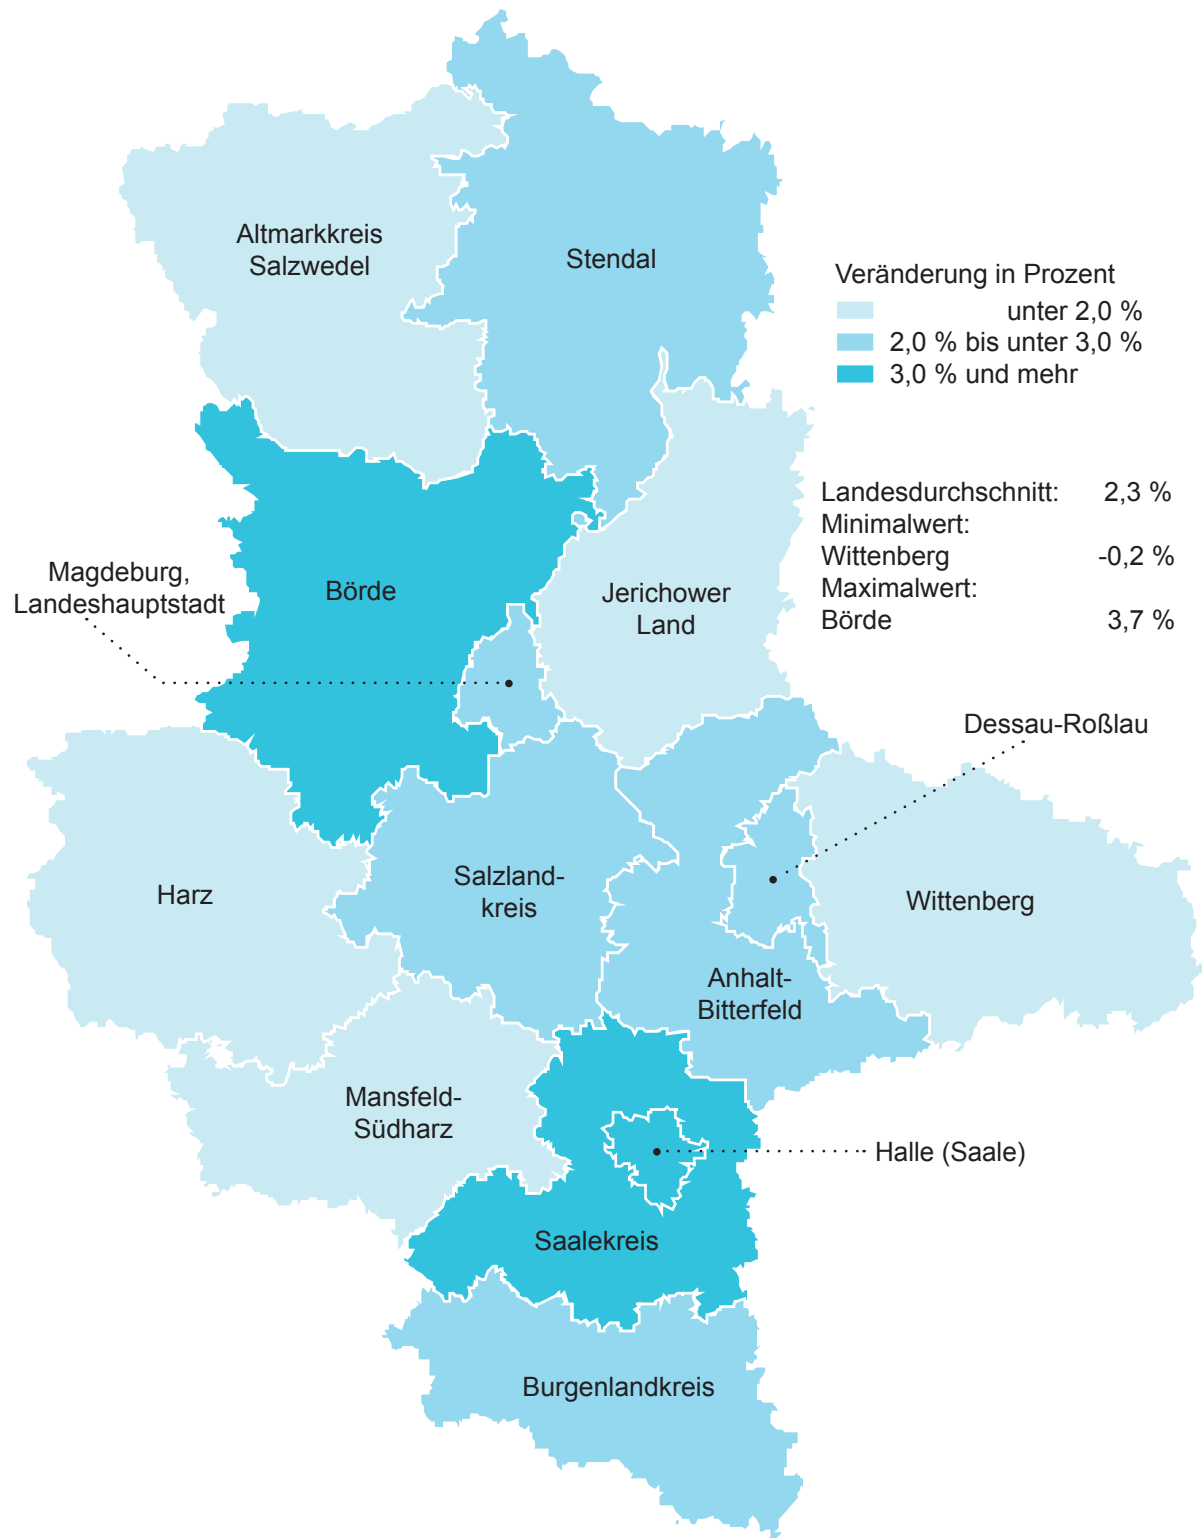 Altmarkkreis
Salzwedel
Stendal
Veränderung in Prozent
unter 2,0 %
2,0 % bis unter 3,0 %
3,0 % und mehr
Landesdurchschnitt: 2,3 %
Minimalwert:
Wittenberg -0,2 %
Maximalwert:
Börde 3,7 %
Magdeburg,
Landeshauptstadt
Börde
Jerichower
Land
Dessau-Roßlau
Harz
Salzland-
kreis
Wittenberg
Anhalt-
Bitterfeld
Mansfeld-
Südharz
Halle (Saale)
Saalekreis
Burgenlandkreis